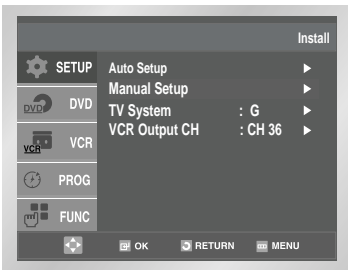 Install
SETUP
DVD DVD
VCR VCR
PROG
FUNC
Auto Setup ►
Manual Setup ►
TV System : G ►
VCR Output CH : CH 36 ►
OK RETURN MENU